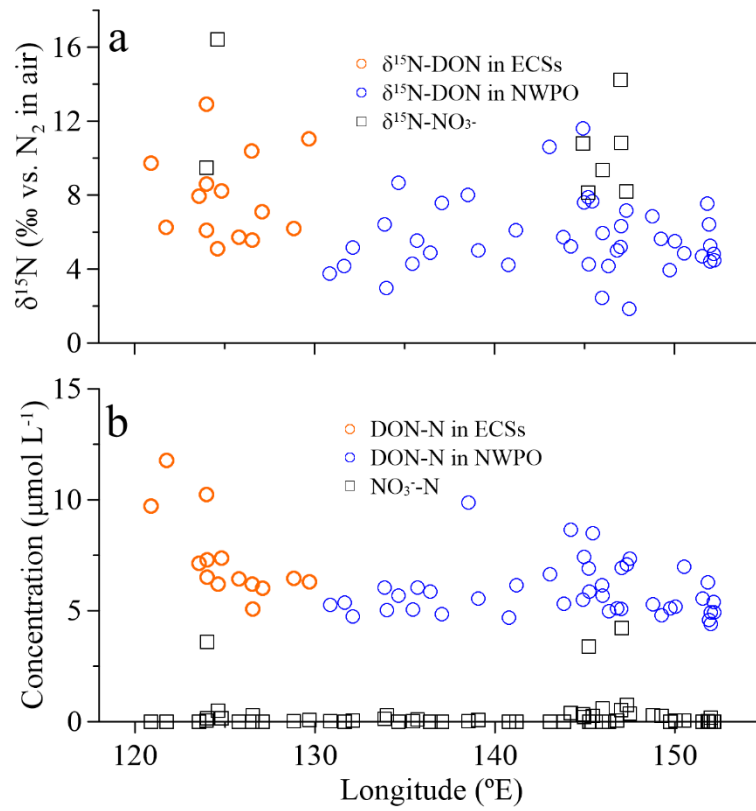 a
16
12
8
4
0
δ¹⁵N (‰ vs. N₂ in air)
δ¹⁵N-DON in ECSs
δ¹⁵N-DON in NWPO
δ¹⁵N-NO₃-
b
15
10
5
0
Concentration (µmol L⁻¹)
DON-N in ECSs
DON-N in NWPO
NO₃⁻-N
120 130 140 150
Longitude (ºE)